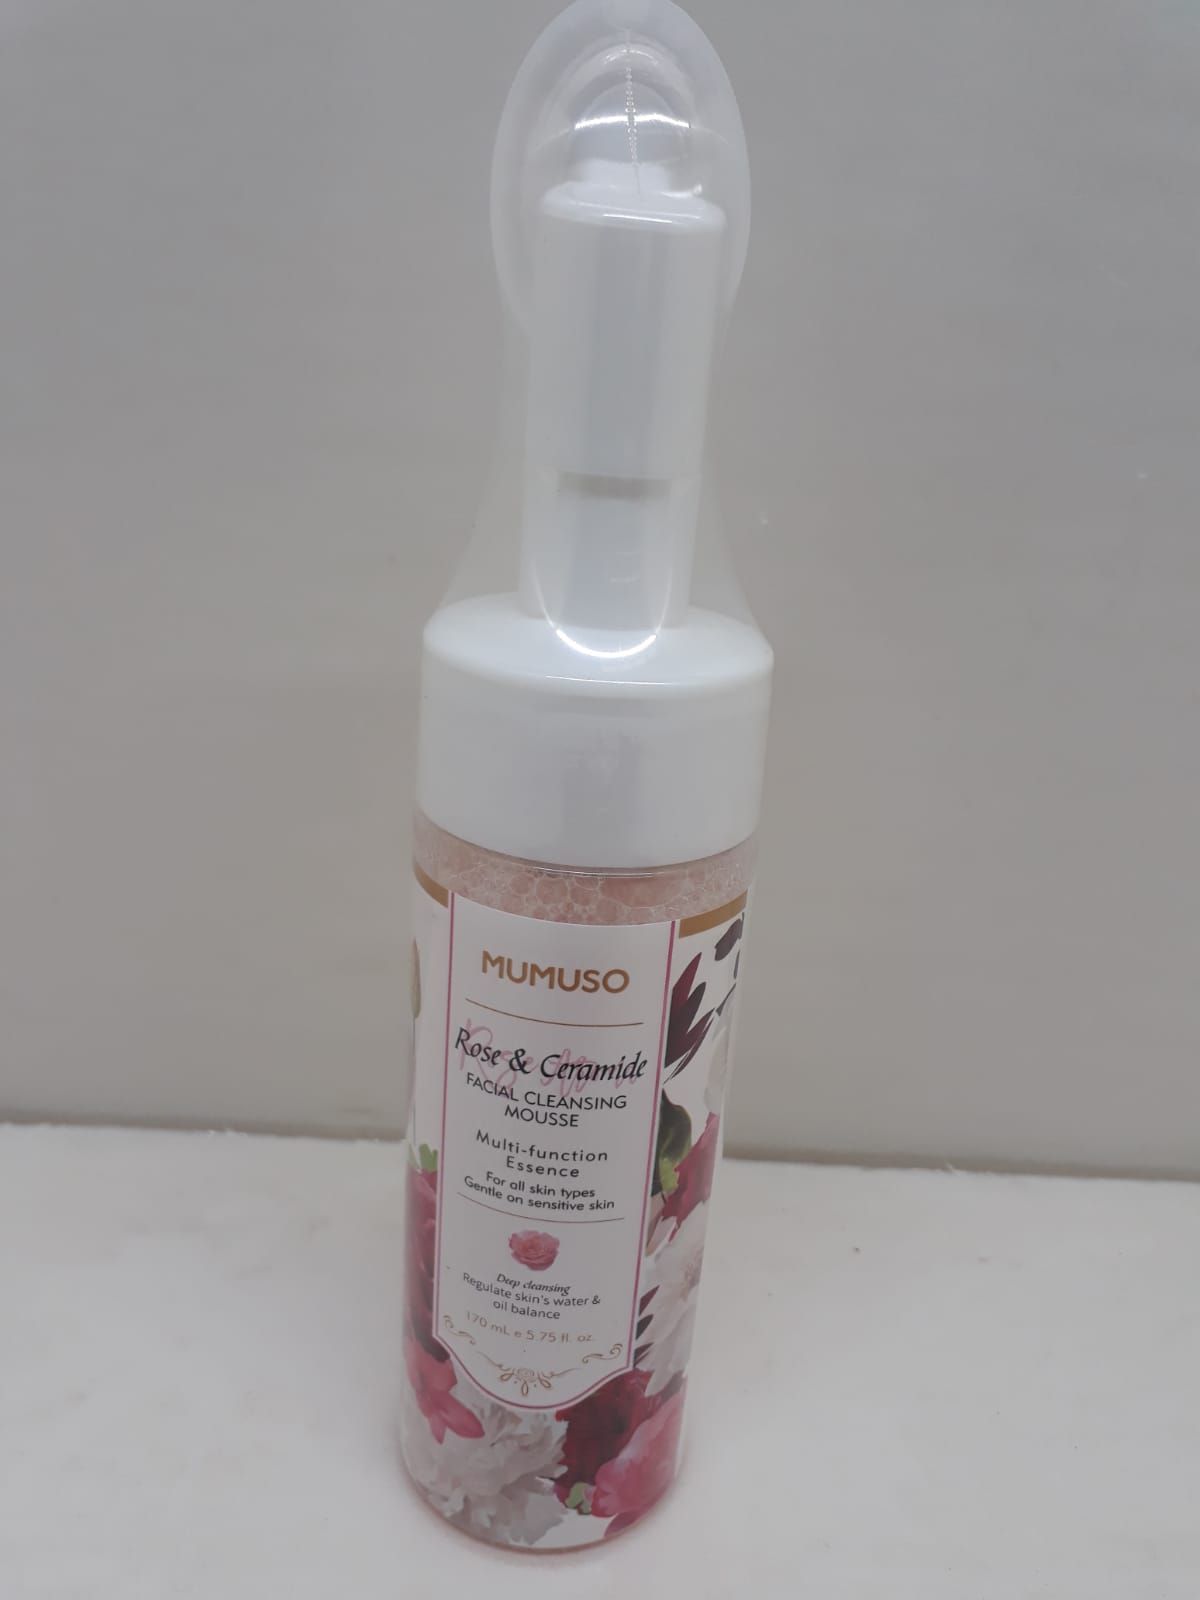 MUMUSO
Rose & Ceramide
FACIAL CLEANSING
MOUSSE
Multi-function
Essence
For all skin types
Gentle on sensitive skin
Deep cleansing
Regulate skin's water &
oil balance
170 mL e 5.75 fl. oz.